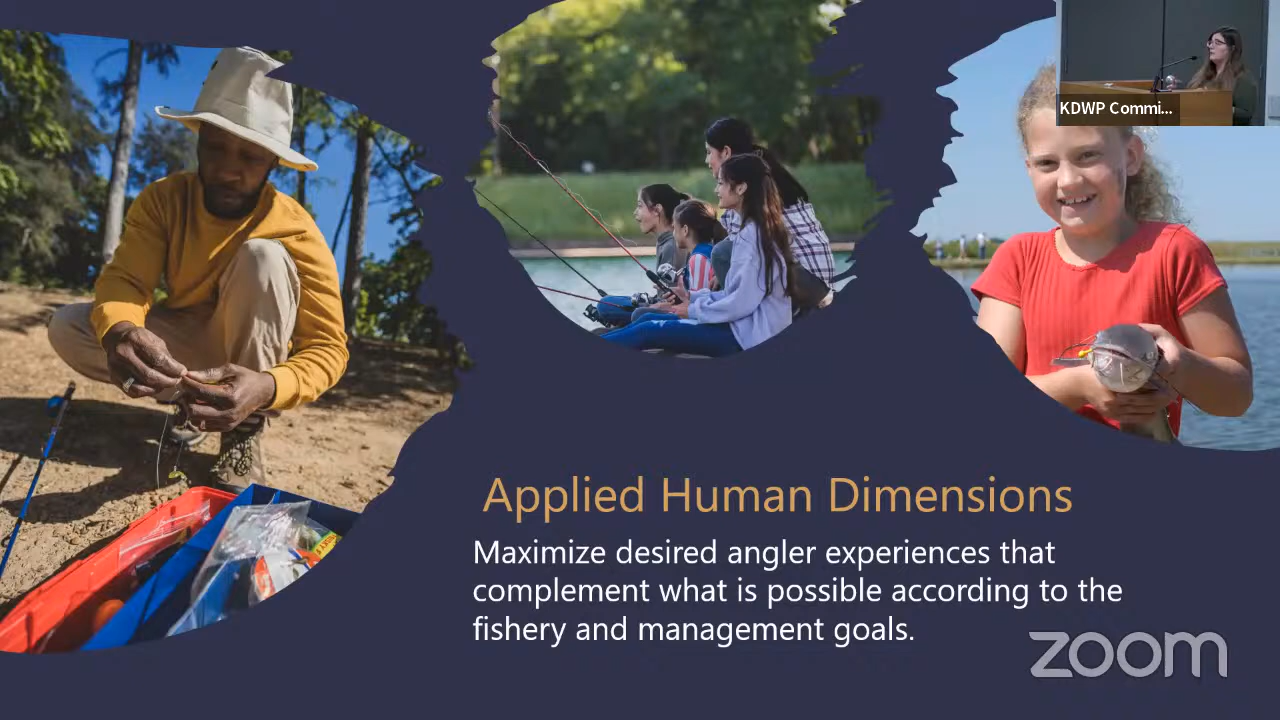 KDWP Commi...
Applied Human Dimensions
Maximize desired angler experiences that
complement what is possible according to the
fishery and management goals.
zoom